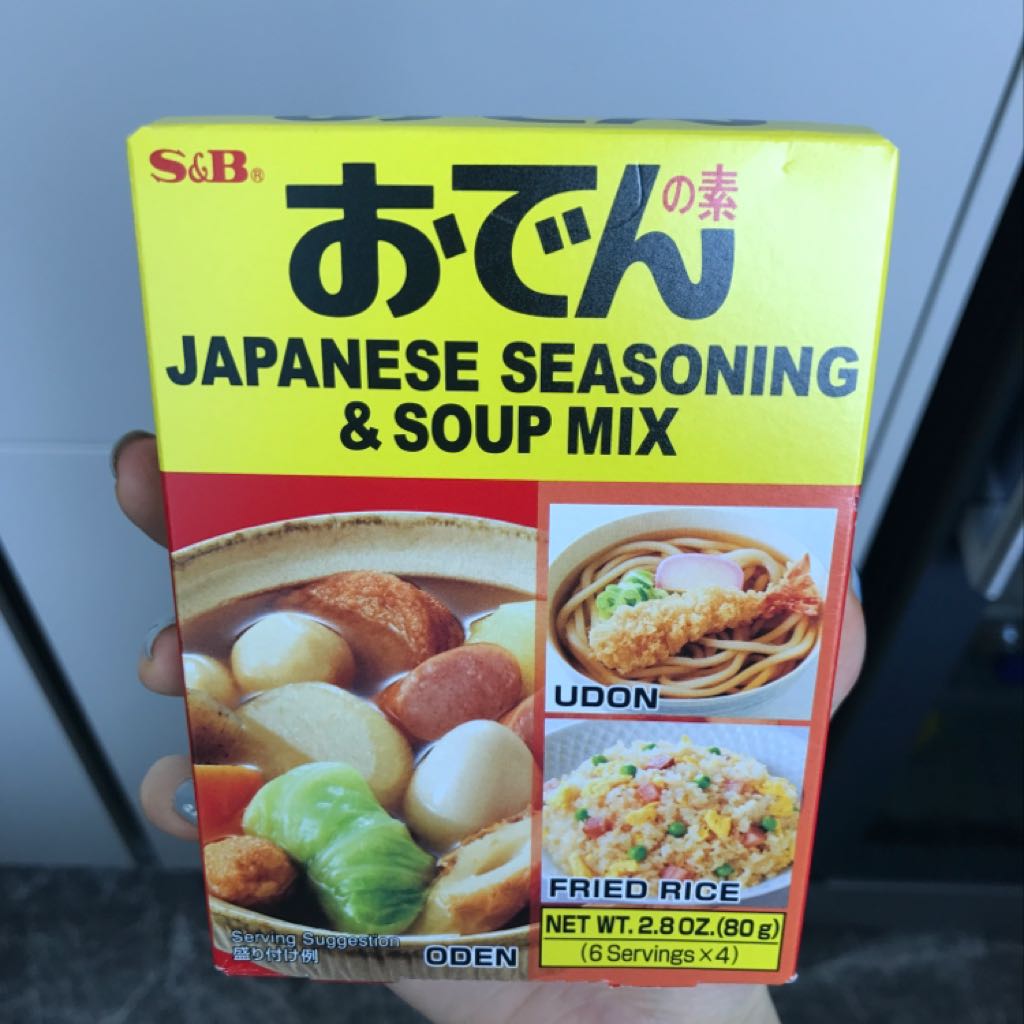 S&B®
おでんの素
JAPANESE SEASONING
& SOUP MIX
UDON
FRIED RICE
Serving Suggestion
盛り付け例
ODEN
NET WT. 2.8 OZ.(80 g)
(6 Servings×4)